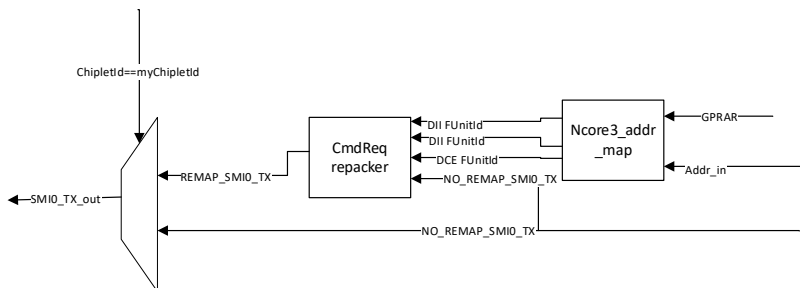 ChipletId==myChipletId
DII FUnitId
DII FUnitId
DCE FUnitId
NO_REMAP_SMI0_TX
CmdReq
repacker
Ncore3_addr
_map
GPRAR
Addr_in
REMAP_SMI0_TX
SMI0_TX_out
NO_REMAP_SMI0_TX